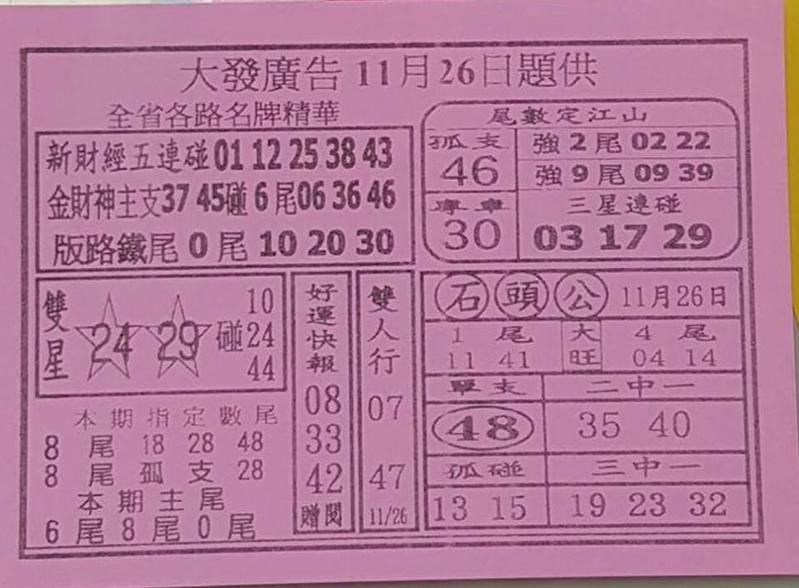 大發廣告 11月26日題供
全省各路名牌精華
新財經五連碰 01 12 25 38 43
金財神主支 37 45碰 6 尾 06 36 46
版路鐵尾 0 尾 10 20 30
尾數定江山
孤支
46
強 2 尾 02 22
強 9 尾 09 39
專車
30
三星連碰
03 17 29
雙星 24 29 碰
10
24
44
本期指定數尾
8 尾 18 28 48
8 尾 孤 支 28
本期主尾
6 尾 8 尾 0 尾
好運快報
08
33
42
贈閱
雙人行
07
47
11/26
石頭公 11月26日
1 尾 大旺 4 尾
11 41 04 14
單支 二中一
48 35 40
孤碰 三中一
13 15 19 23 32